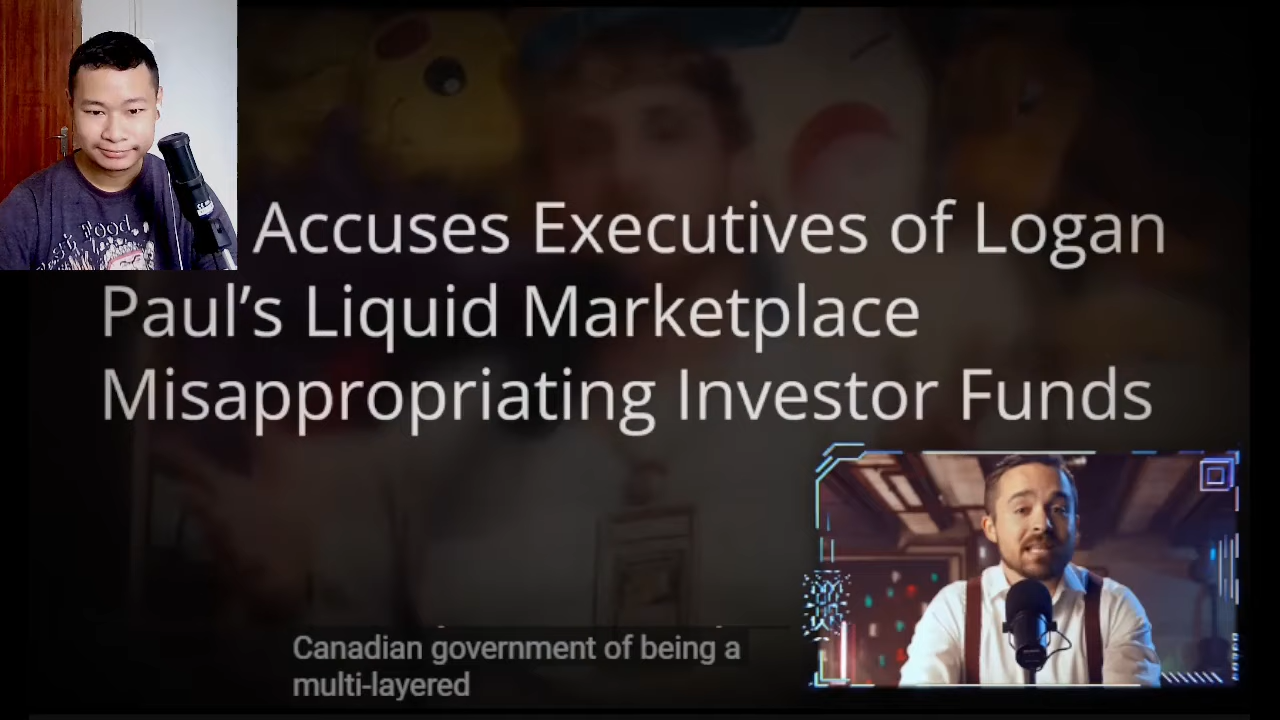 Accuses Executives of Logan
Paul’s Liquid Marketplace
Misappropriating Investor Funds
Canadian government of being a
multi-layered